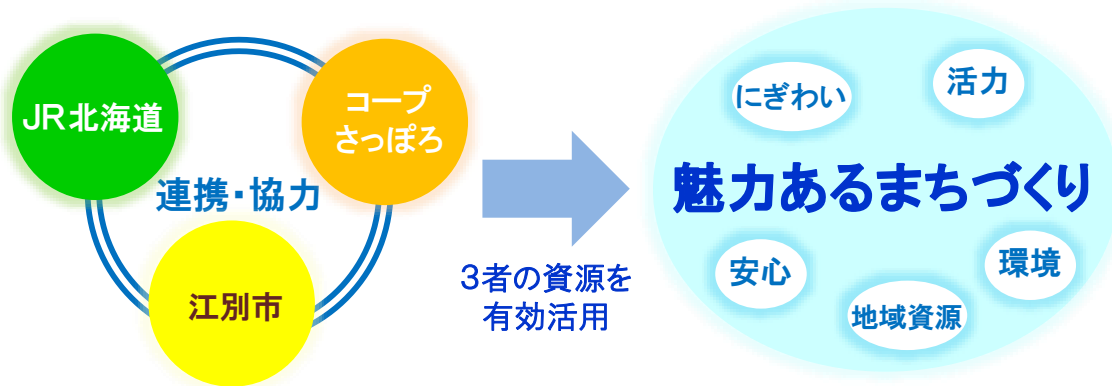 JR北海道
コープ
さっぽろ
連携・協力
江別市
3者の資源を
有効活用
にぎわい
活力
魅力あるまちづくり
安心
環境
地域資源